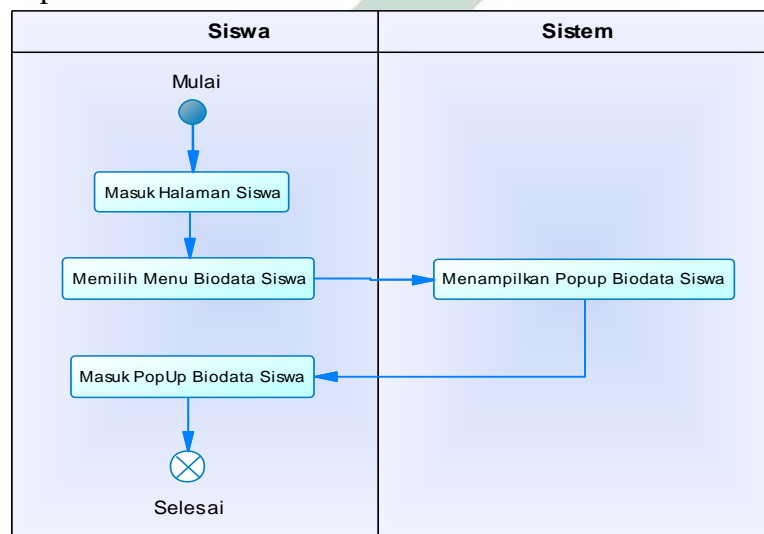 Siswa
Sistem
Mulai
Masuk Halaman Siswa
Memilih Menu Biodata Siswa
Menampilkan Popup Biodata Siswa
Masuk PopUp Biodata Siswa
Selesai